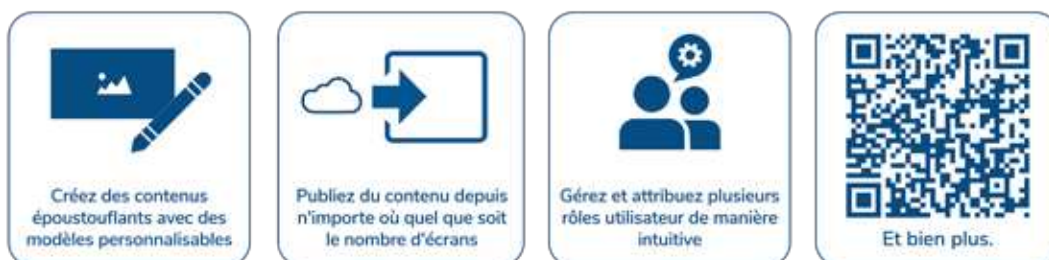 Créez des contenus
époustouflants avec des
modèles personnalisables
Publiez du contenu depuis
n'importe où quel que soit
le nombre d'écrans
Gérez et attribuez plusieurs
rôles utilisateur de manière
intuitive
Et bien plus.